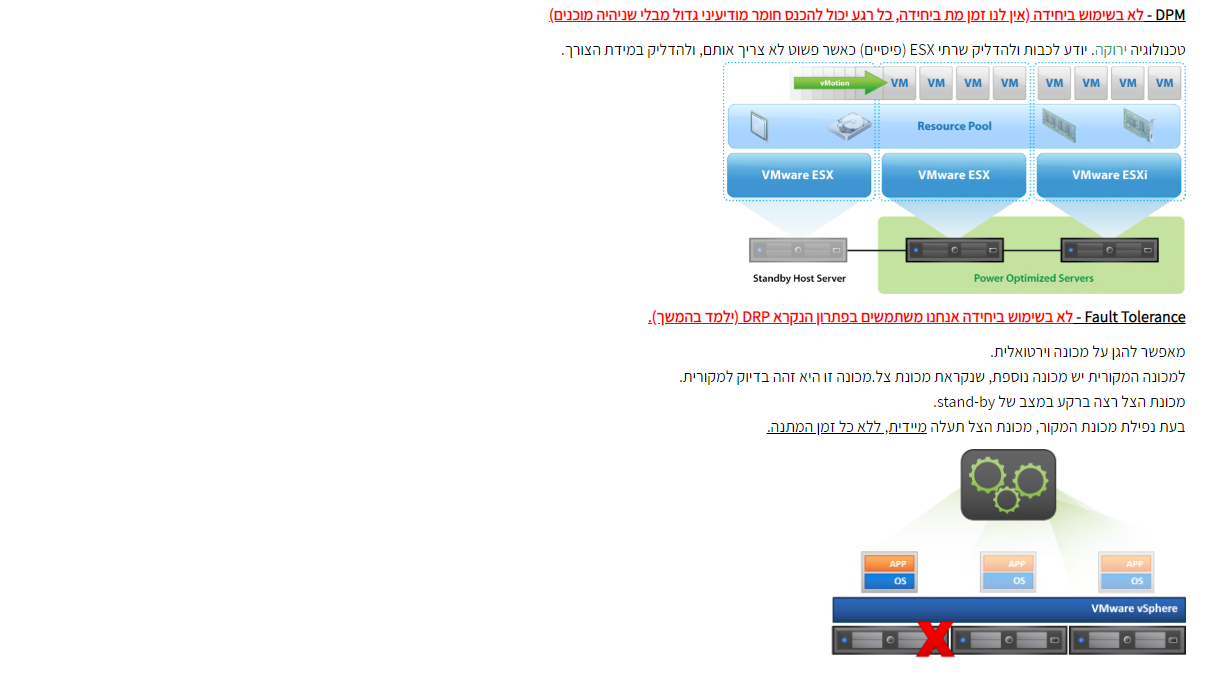 DPM - לא בשימוש ביחידה (אין לנו זמן מת ביחידה, כל רגע יכול להכנס חומר מודיעיני גדול מבלי שניהיה מוכנים)
טכנולוגיה ירוקה. יודע לכבות ולהדליק שרתי ESX (פיסיים) כאשר פשוט לא צריך אותם, ולהדליק במידת הצורך.
vMotion VM VM VM VM VM VM VM VM
Resource Pool
VMware ESX VMware ESX VMware ESXi
Standby Host Server Power Optimized Servers
Fault Tolerance - לא בשימוש ביחידה אנחנו משתמשים בפתרון הנקרא DRP (ילמד בהמשך).
מאפשר להגן על מכונה וירטואלית.
למכונה המקורית יש מכונה נוספת, שנקראת מכונת צל.מכונה זו היא זהה בדיוק למקורית.
מכונת הצל רצה ברקע במצב של stand-by.
בעת נפילת מכונת המקור, מכונת הצל תעלה מיידית, ללא כל זמן המתנה.
APP APP APP
OS OS OS
VMware vSphere